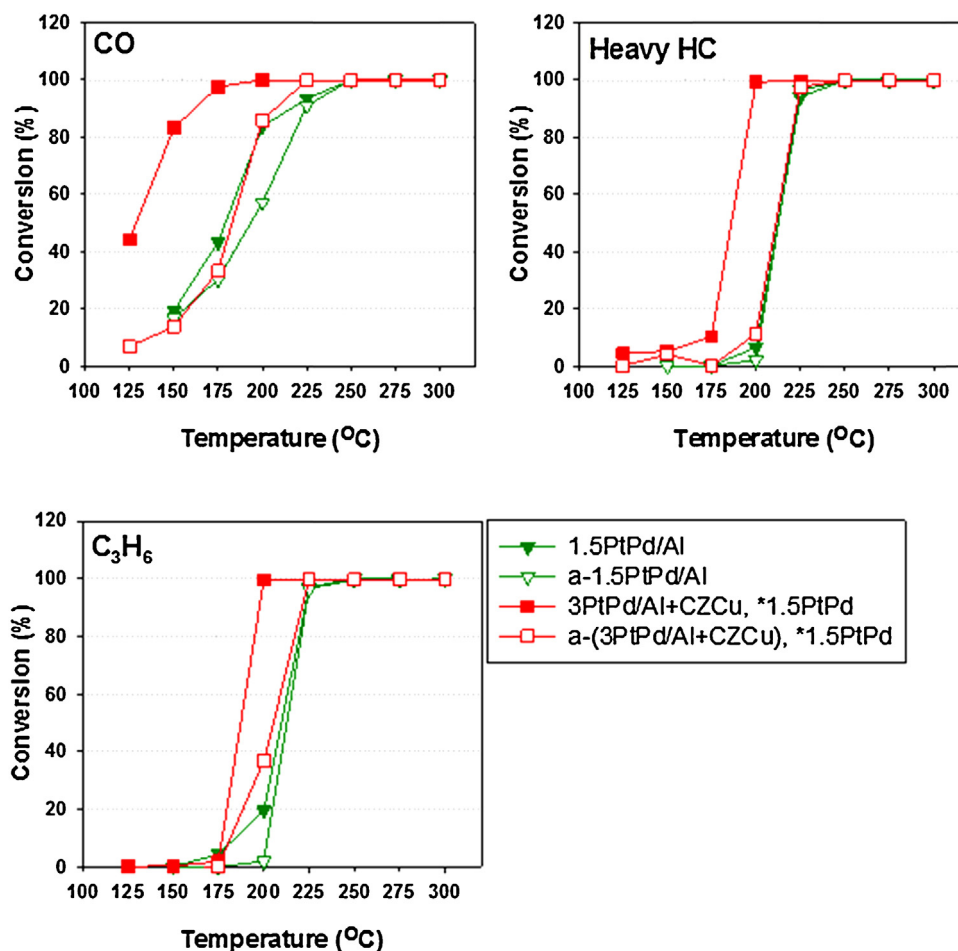 CO
120
100
80
60
40
20
0
Conversion (%)
100 125 150 175 200 225 250 275 300
Temperature (ºC)
Heavy HC
120
100
80
60
40
20
0
Conversion (%)
100 125 150 175 200 225 250 275 300
Temperature (ºC)
C₃H₆
120
100
80
60
40
20
0
Conversion (%)
100 125 150 175 200 225 250 275 300
Temperature (ºC)
1.5PtPd/Al
a-1.5PtPd/Al
3PtPd/Al+CZCu, *1.5PtPd
a-(3PtPd/Al+CZCu), *1.5PtPd